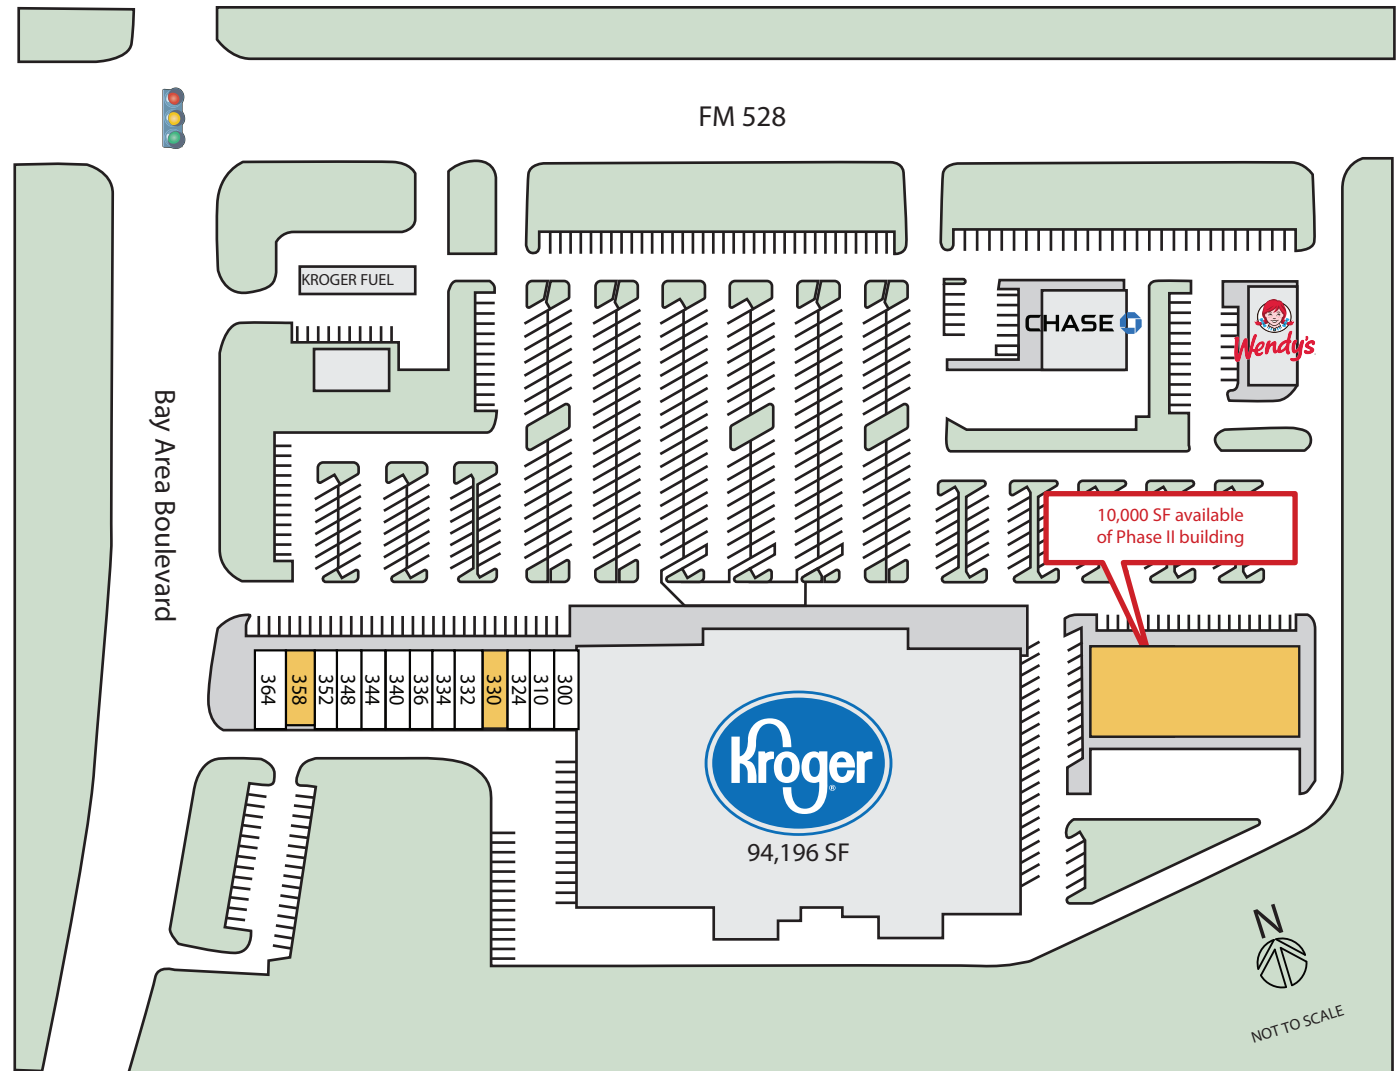 FM 528
KROGER FUEL
CHASE
Wendy's
Bay Area Boulevard
10,000 SF available
of Phase II building
364
358
352
348
344
340
336
334
332
330
324
310
300
Kroger
®
94,196 SF
N
NOT TO SCALE